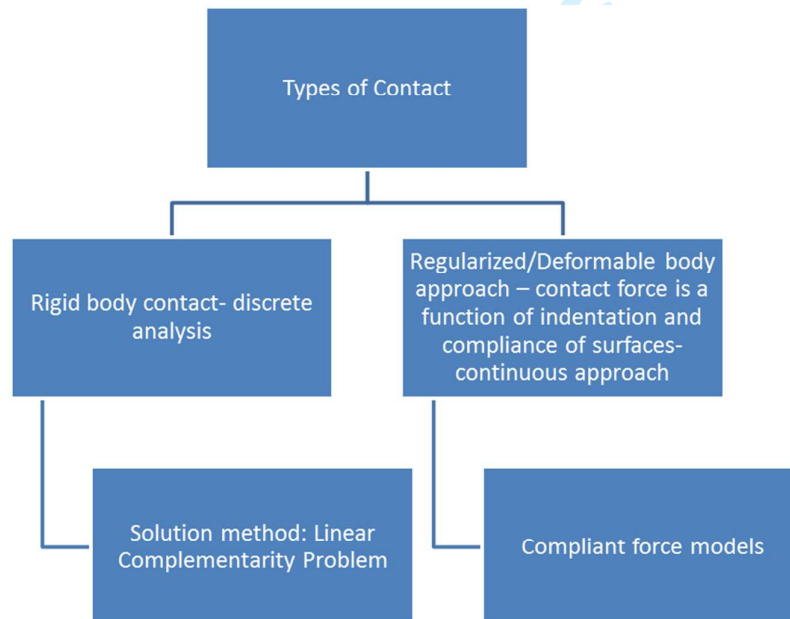 Types of Contact
Rigid body contact- discrete
analysis
Regularized/Deformable body
approach – contact force is a
function of indentation and
compliance of surfaces-
continuous approach
Solution method: Linear
Complementarity Problem
Compliant force models